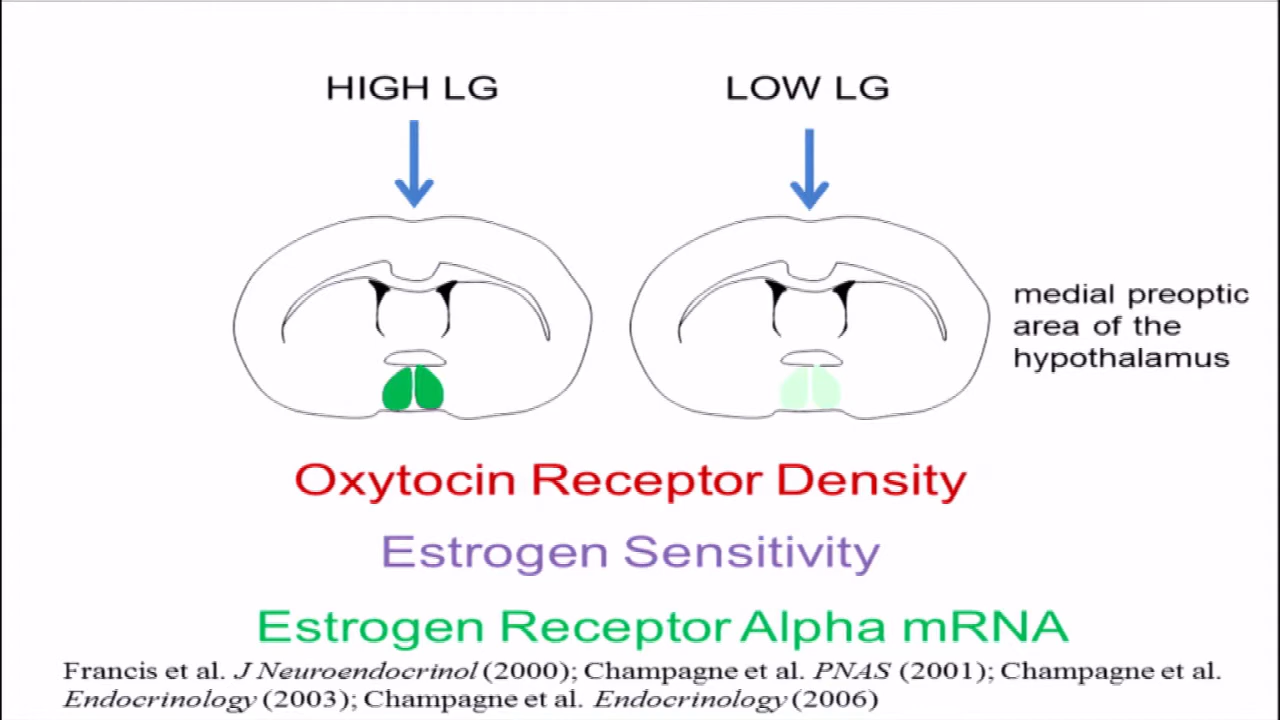 HIGH LG
LOW LG
medial preoptic
area of the
hypothalamus
Oxytocin Receptor Density
Estrogen Sensitivity
Estrogen Receptor Alpha mRNA
Francis et al. J Neuroendocrinol (2000); Champagne et al. PNAS (2001); Champagne et al.
Endocrinology (2003); Champagne et al. Endocrinology (2006)